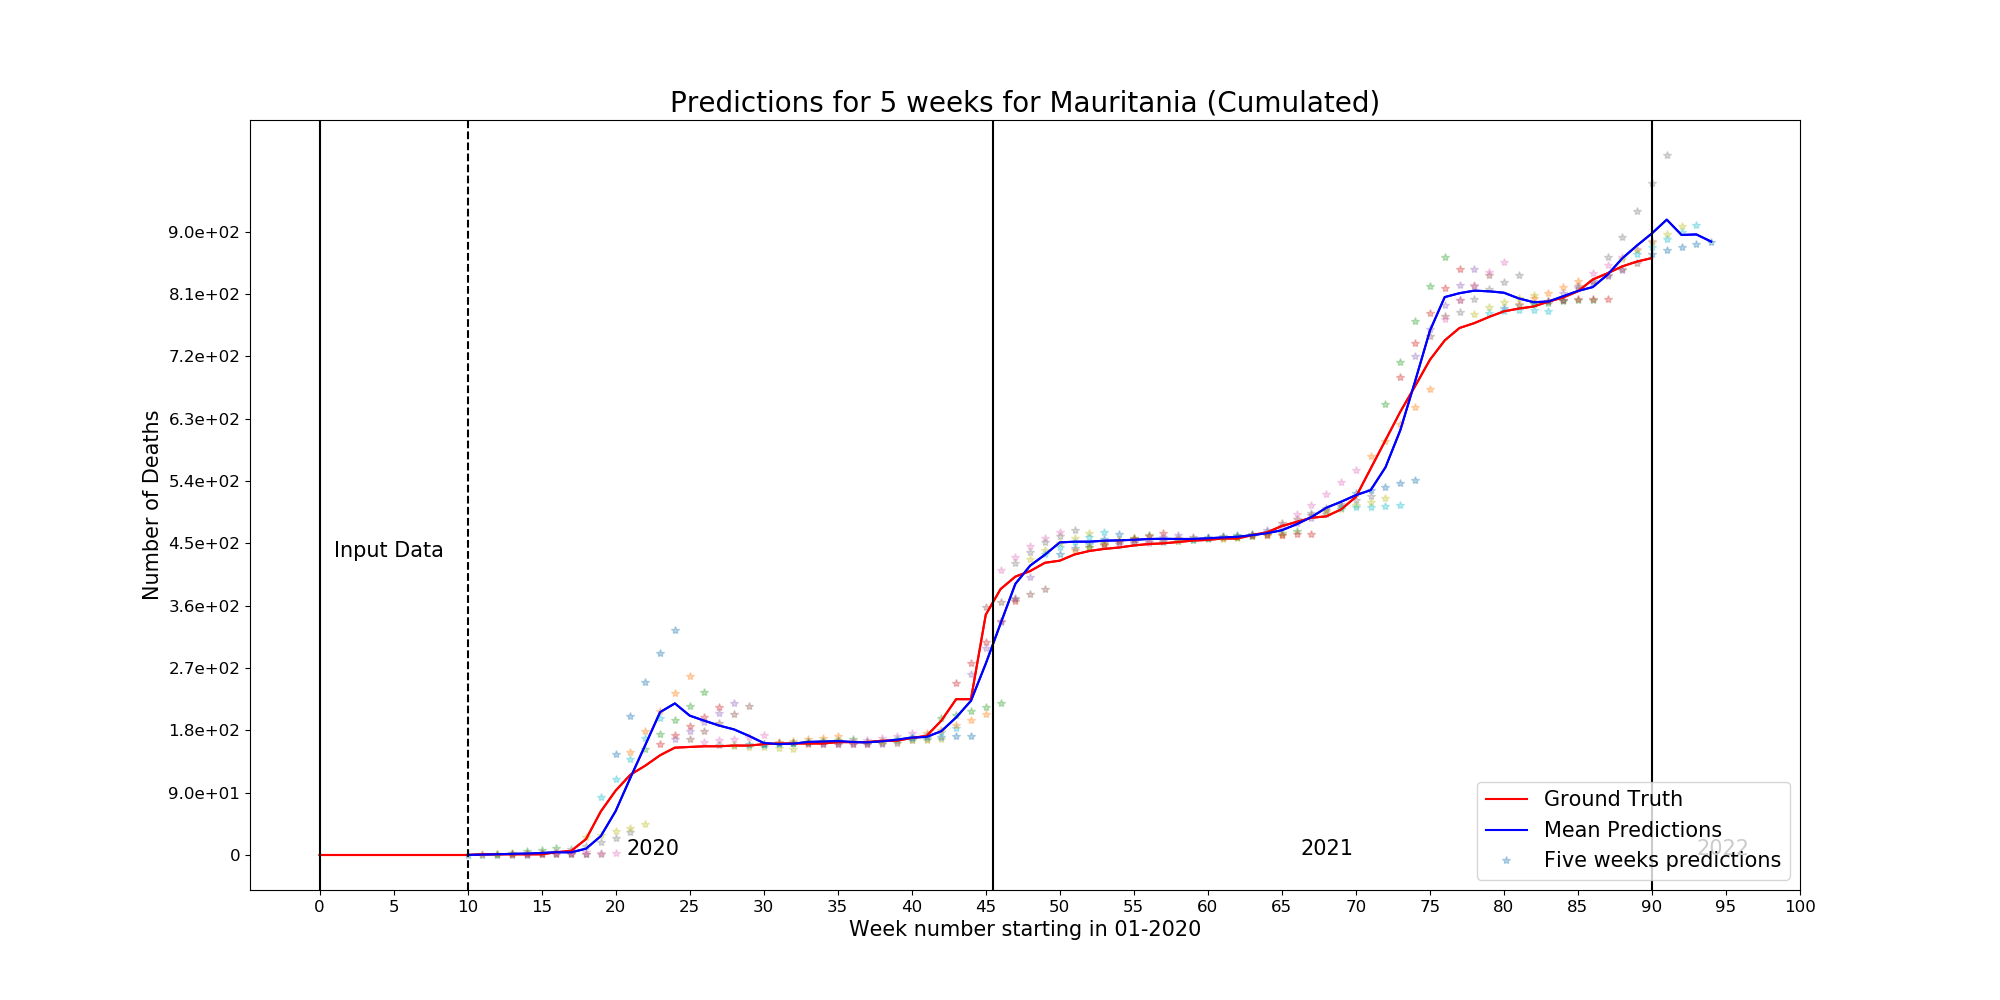 Predictions for 5 weeks for Mauritania (Cumulated)
Number of Deaths
9.0e+02
8.1e+02
7.2e+02
6.3e+02
5.4e+02
4.5e+02
3.6e+02
2.7e+02
1.8e+02
9.0e+01
0
Input Data
2020
2021
2022
Ground Truth
Mean Predictions
Five weeks predictions
0 5 10 15 20 25 30 35 40 45 50 55 60 65 70 75 80 85 90 95 100
Week number starting in 01-2020